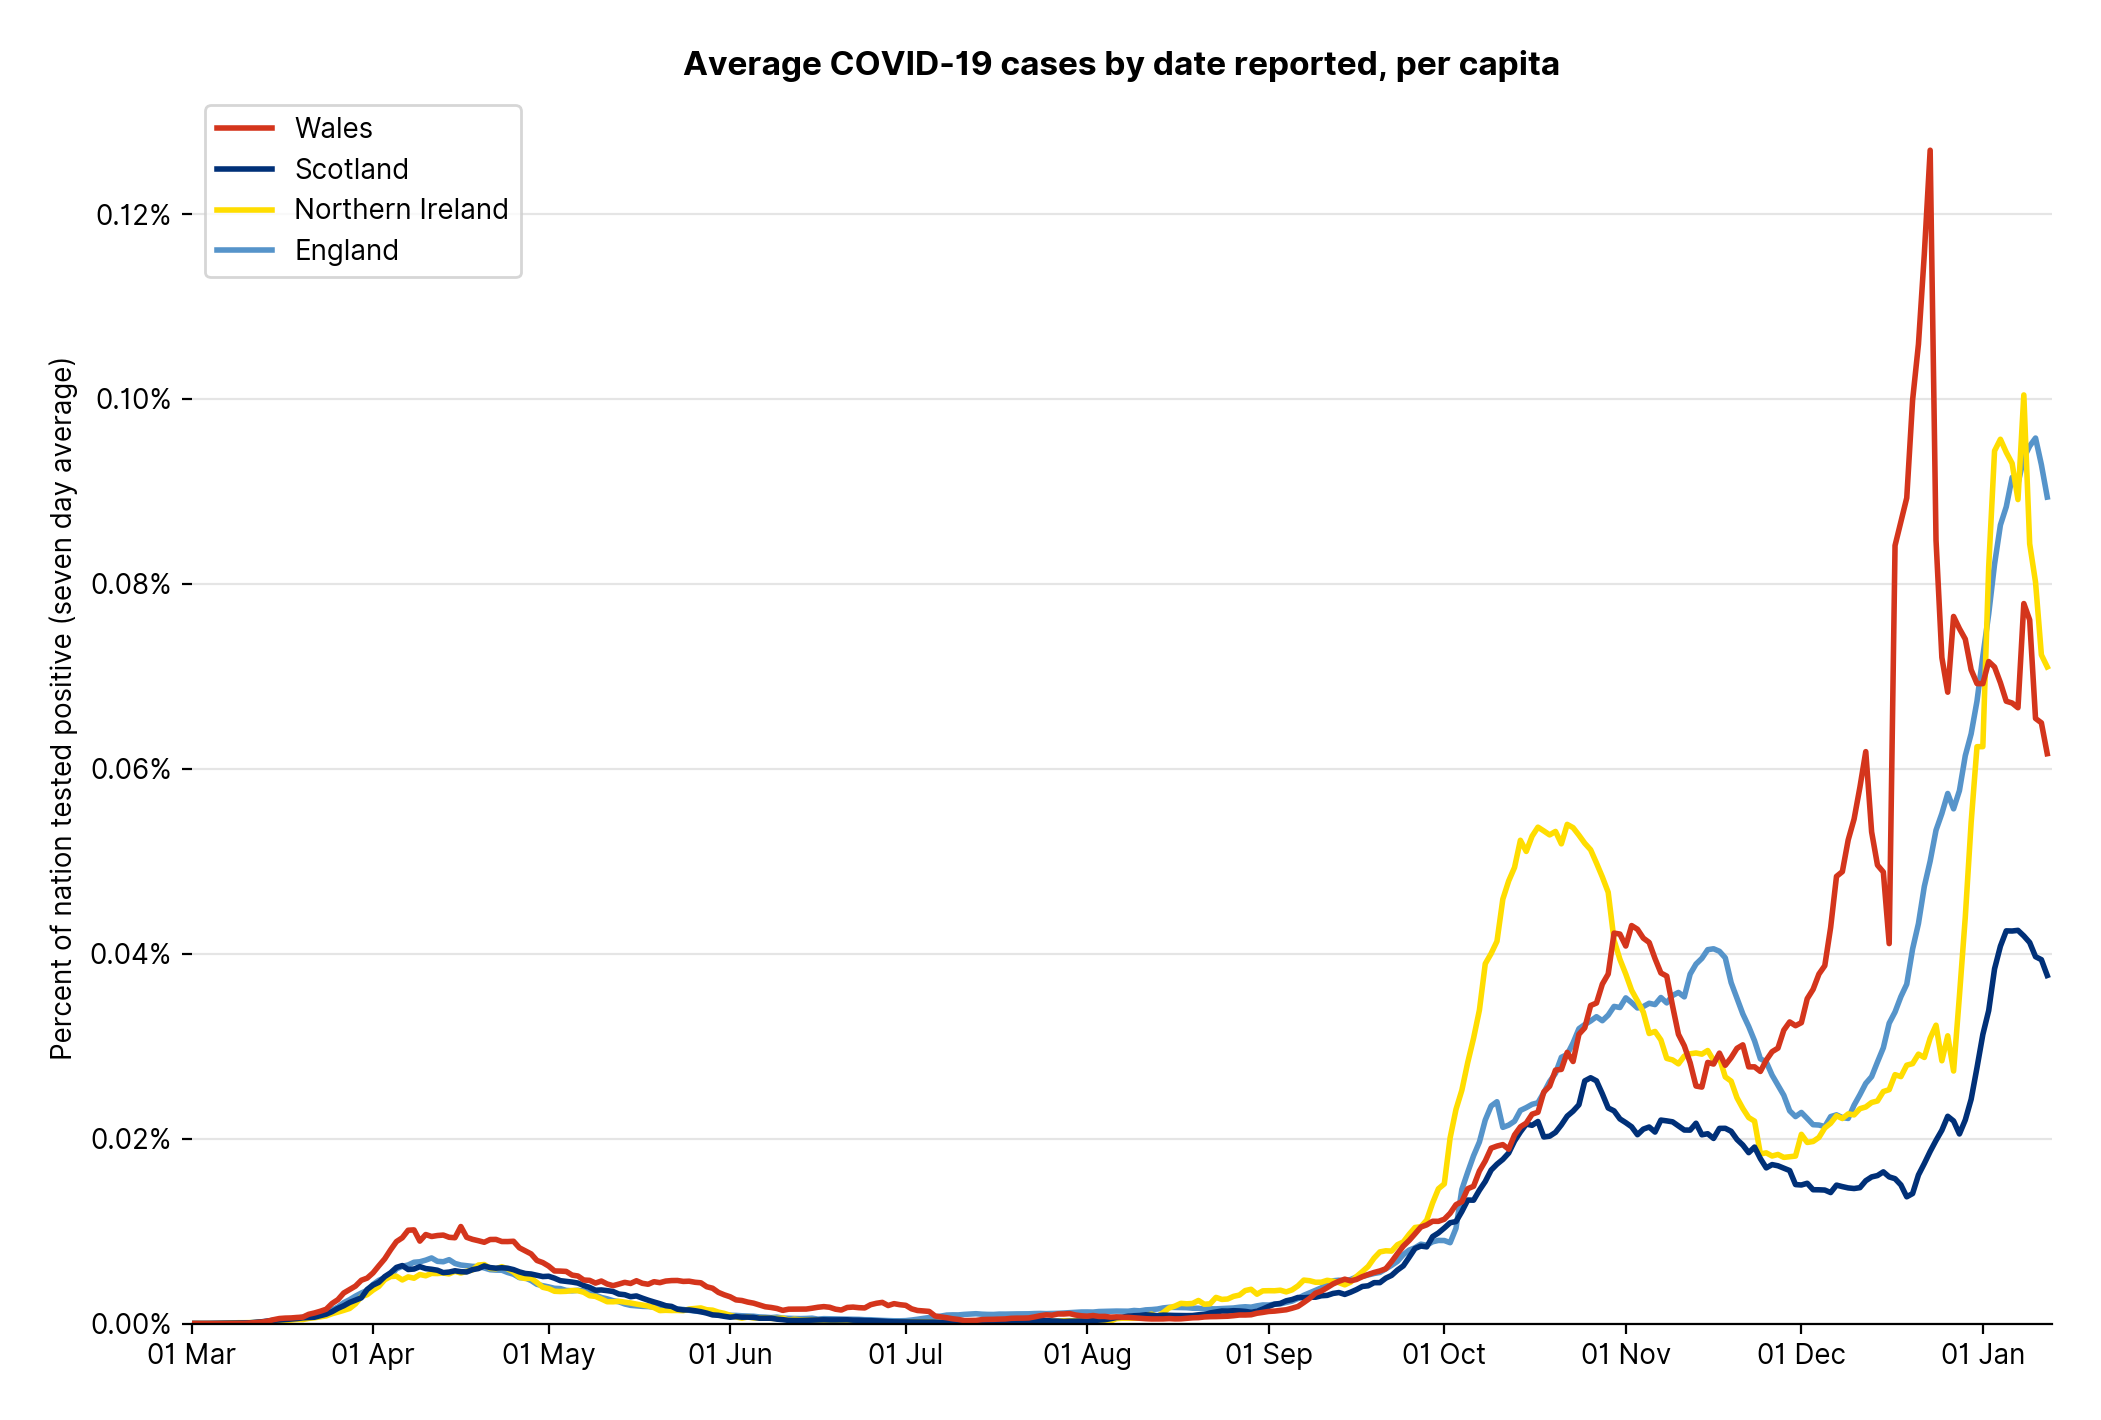 Average COVID-19 cases by date reported, per capita
Wales
Scotland
Northern Ireland
England
Percent of nation tested positive (seven day average)
0.12%
0.10%
0.08%
0.06%
0.04%
0.02%
0.00%
01 Mar 01 Apr 01 May 01 Jun 01 Jul 01 Aug 01 Sep 01 Oct 01 Nov 01 Dec 01 Jan